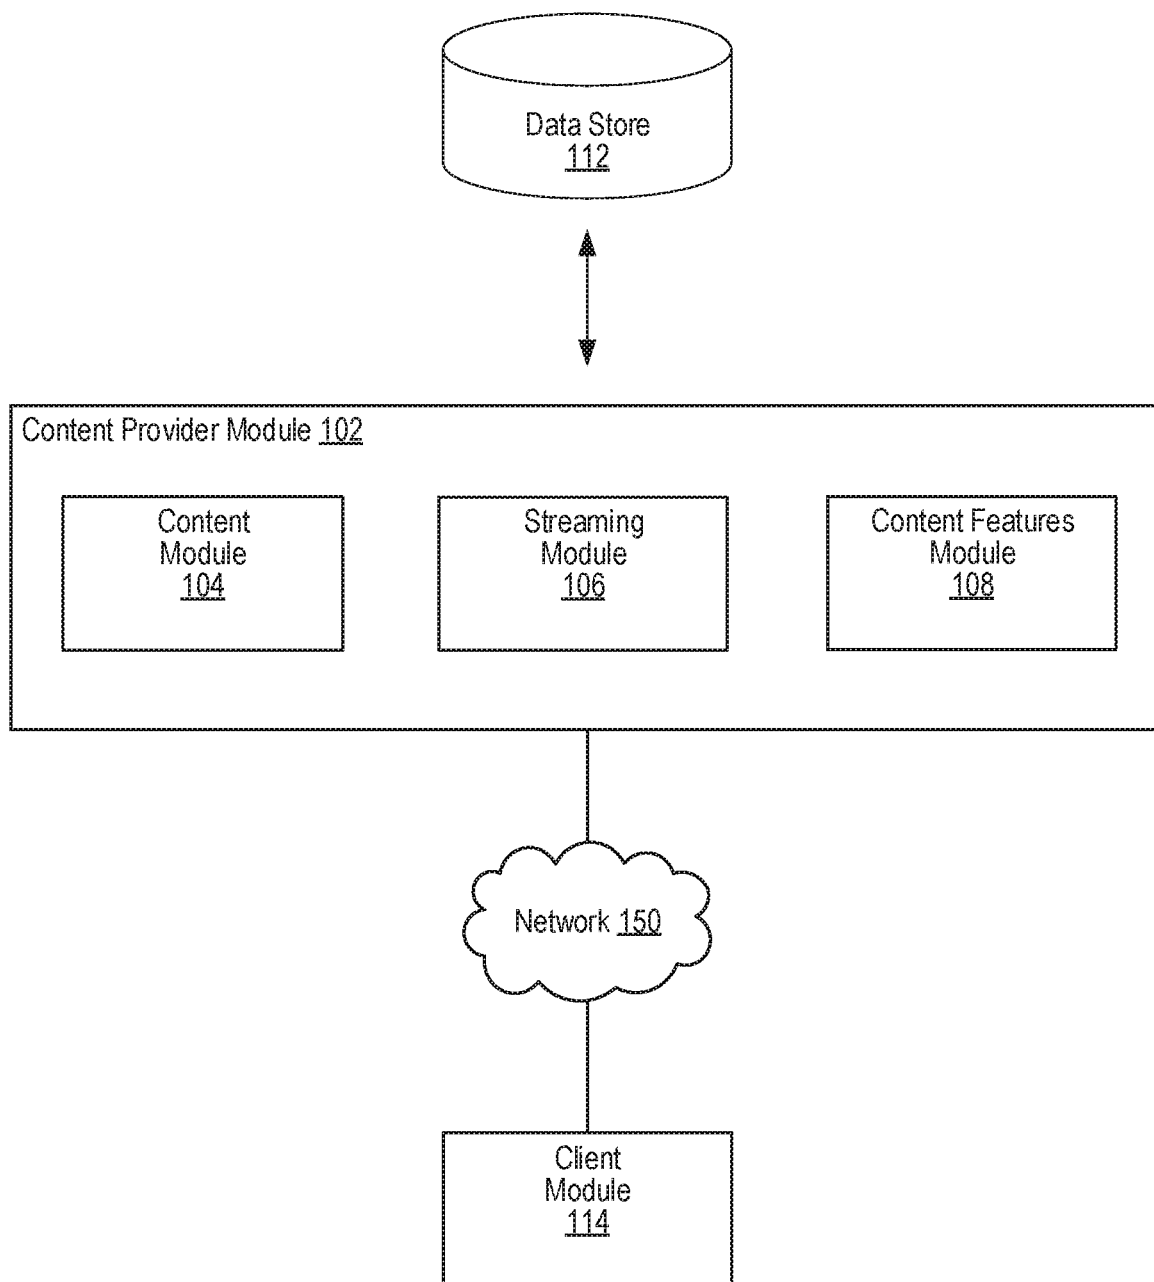 Data Store
112
Content Provider Module 102
Content
Module
104
Streaming
Module
106
Content Features
Module
108
Network 150
Client
Module
114